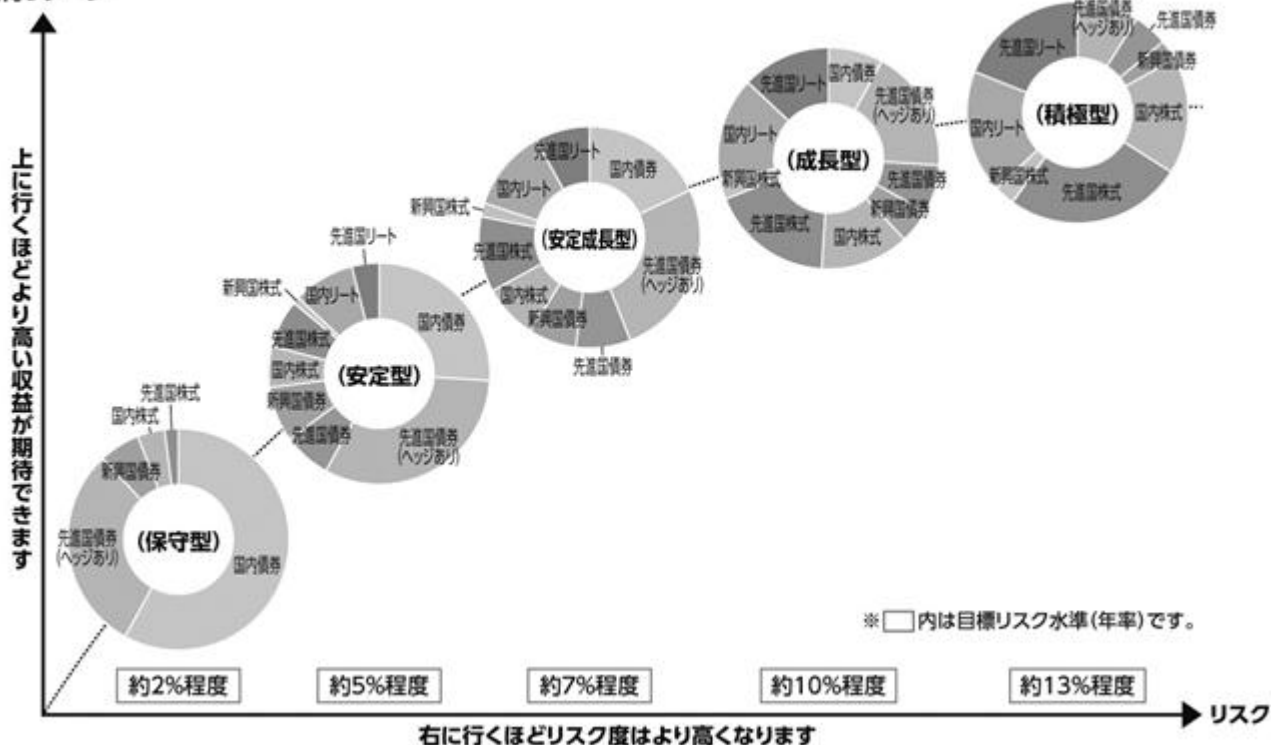 上に行くほどより高い収益が期待できます
(保守型)
国内債券
先進国債券
(ヘッジあり)
新興国債券
国内株式
先進国株式
(安定型)
国内債券
先進国債券
(ヘッジあり)
先進国債券
新興国債券
国内株式
先進国株式
新興国株式
国内リート
先進国リート
(安定成長型)
国内債券
先進国債券
(ヘッジあり)
先進国債券
新興国債券
国内株式
先進国株式
新興国株式
国内リート
先進国リート
(成長型)
国内債券
先進国債券
(ヘッジあり)
先進国債券
新興国債券
国内株式
先進国株式
新興国株式
国内リート
先進国リート
(積極型)
先進国債券
(ヘッジあり)
先進国債券
新興国債券
国内株式
先進国株式
新興国株式
国内リート
先進国リート
※□内は目標リスク水準(年率)です。
約2%程度
約5%程度
約7%程度
約10%程度
約13%程度
リスク
右に行くほどリスク度はより高くなります